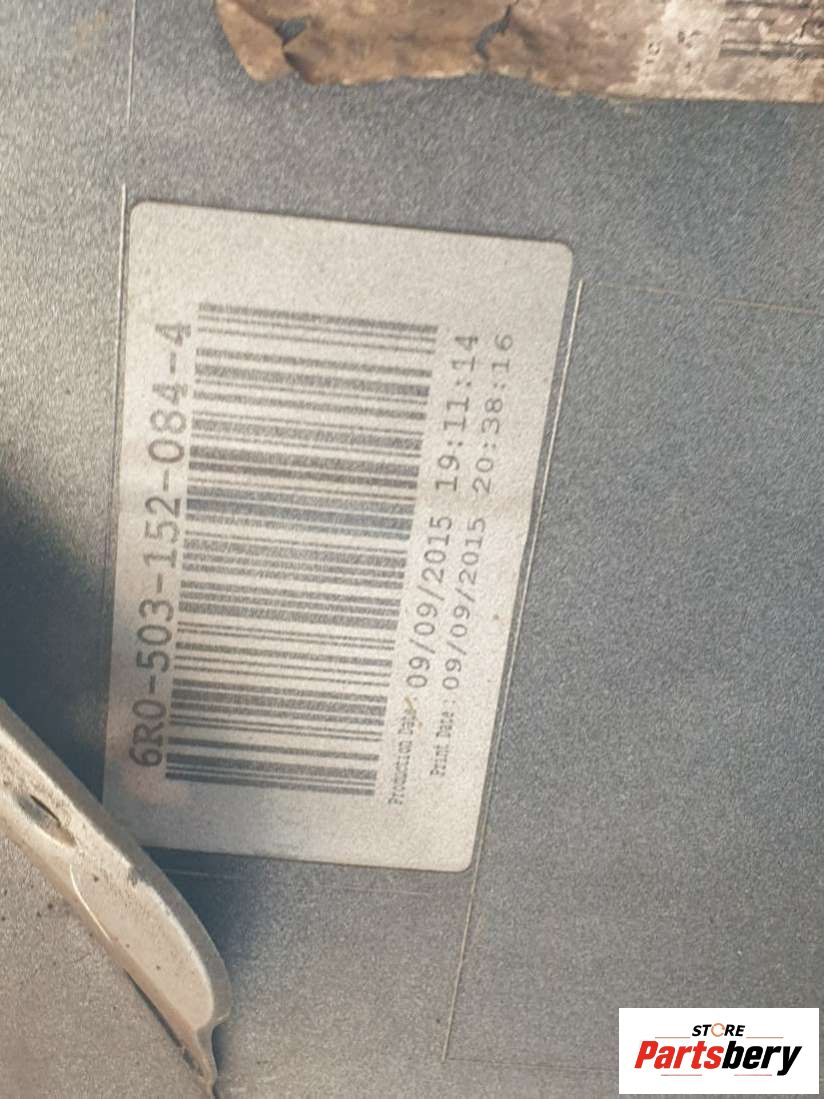 6R0-503-152-084-4
Production Date: 09/09/2015 19:11:14
Print Date: 09/09/2015 20:38:16
STORE
Partsbery